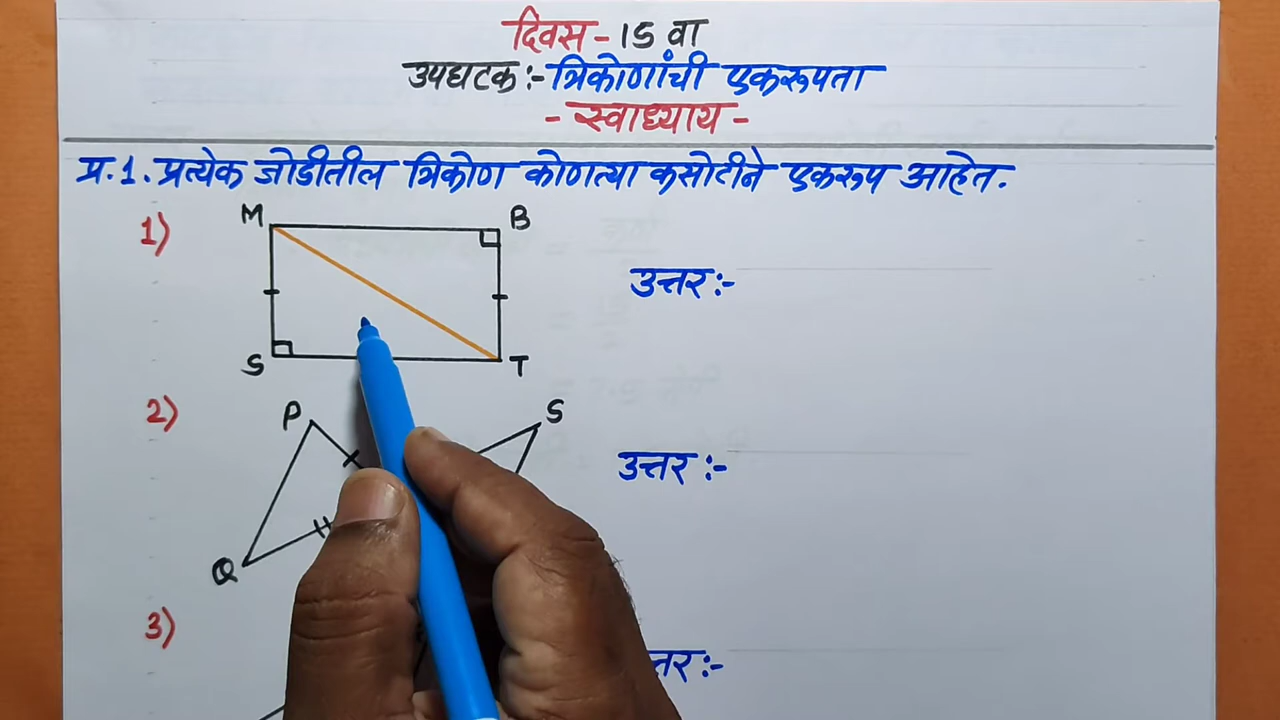 दिवस - 15 वा
उपघटक :- त्रिकोणांची एकरूपता
- स्वाध्याय -
प्र. 1. प्रत्येक जोडीतील त्रिकोण कोणत्या कसोटीने एकरूप आहेत.
1)
M B
उत्तर :-
S T
2)
P S
उत्तर :-
Q
3)